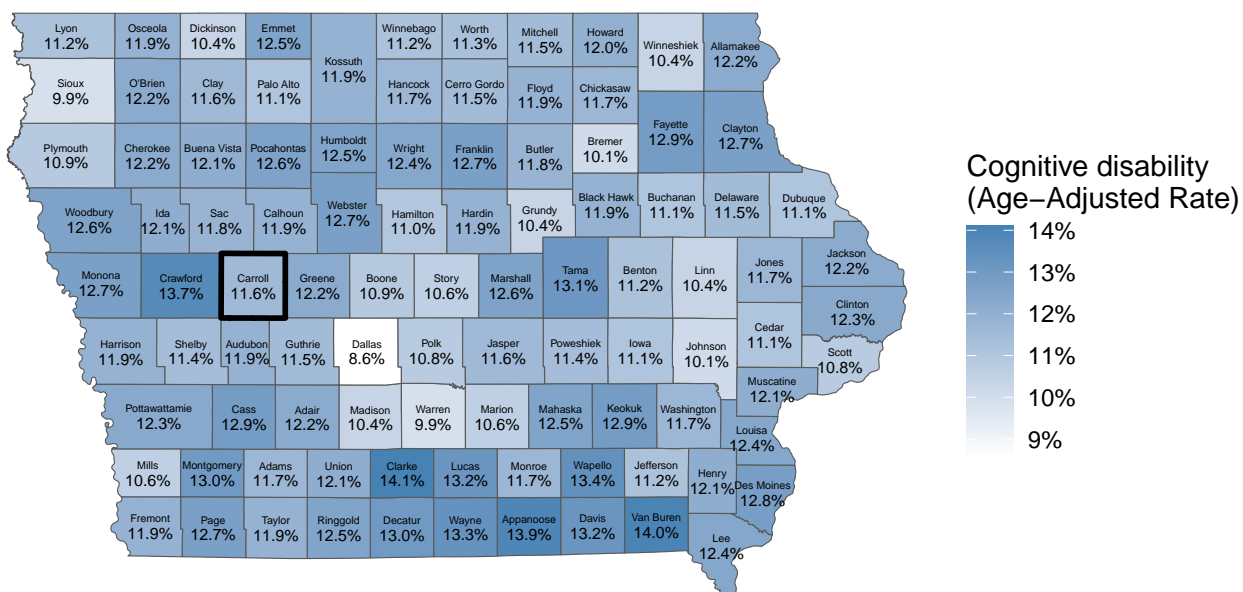 Lyon
11.2%
Osceola
11.9%
Dickinson
10.4%
Emmet
12.5%
Kossuth
11.9%
Winnebago
11.2%
Worth
11.3%
Mitchell
11.5%
Howard
12.0%
Winneshiek
10.4%
Allamakee
12.2%
Sioux
9.9%
O'Brien
12.2%
Clay
11.6%
Palo Alto
11.1%
Hancock
11.7%
Cerro Gordo
11.5%
Floyd
11.9%
Chickasaw
11.7%
Fayette
12.9%
Clayton
12.7%
Plymouth
10.9%
Cherokee
12.2%
Buena Vista
12.1%
Pocahontas
12.6%
Humboldt
12.5%
Wright
12.4%
Franklin
12.7%
Butler
11.8%
Bremer
10.1%
Woodbury
12.6%
Ida
12.1%
Sac
11.8%
Calhoun
11.9%
Webster
12.7%
Hamilton
11.0%
Hardin
11.9%
Grundy
10.4%
Black Hawk
11.9%
Buchanan
11.1%
Delaware
11.5%
Dubuque
11.1%
Monona
12.7%
Crawford
13.7%
Carroll
11.6%
Greene
12.2%
Boone
10.9%
Story
10.6%
Marshall
12.6%
Tama
13.1%
Benton
11.2%
Linn
10.4%
Jones
11.7%
Jackson
12.2%
Clinton
12.3%
Harrison
11.9%
Shelby
11.4%
Audubon
11.9%
Guthrie
11.5%
Dallas
8.6%
Polk
10.8%
Jasper
11.6%
Poweshiek
11.4%
Iowa
11.1%
Johnson
10.1%
Cedar
11.1%
Scott
10.8%
Muscatine
12.1%
Pottawattamie
12.3%
Cass
12.9%
Adair
12.2%
Madison
10.4%
Warren
9.9%
Marion
10.6%
Mahaska
12.5%
Keokuk
12.9%
Washington
11.7%
Louisa
12.4%
Mills
10.6%
Montgomery
13.0%
Adams
11.7%
Union
12.1%
Clarke
14.1%
Lucas
13.2%
Monroe
11.7%
Wapello
13.4%
Jefferson
11.2%
Henry
12.1%
Des Moines
12.8%
Fremont
11.9%
Page
12.7%
Taylor
11.9%
Ringgold
12.5%
Decatur
13.0%
Wayne
13.3%
Appanoose
13.9%
Davis
13.2%
Van Buren
14.0%
Lee
12.4%
Cognitive disability
(Age−Adjusted Rate)
14%
13%
12%
11%
10%
9%